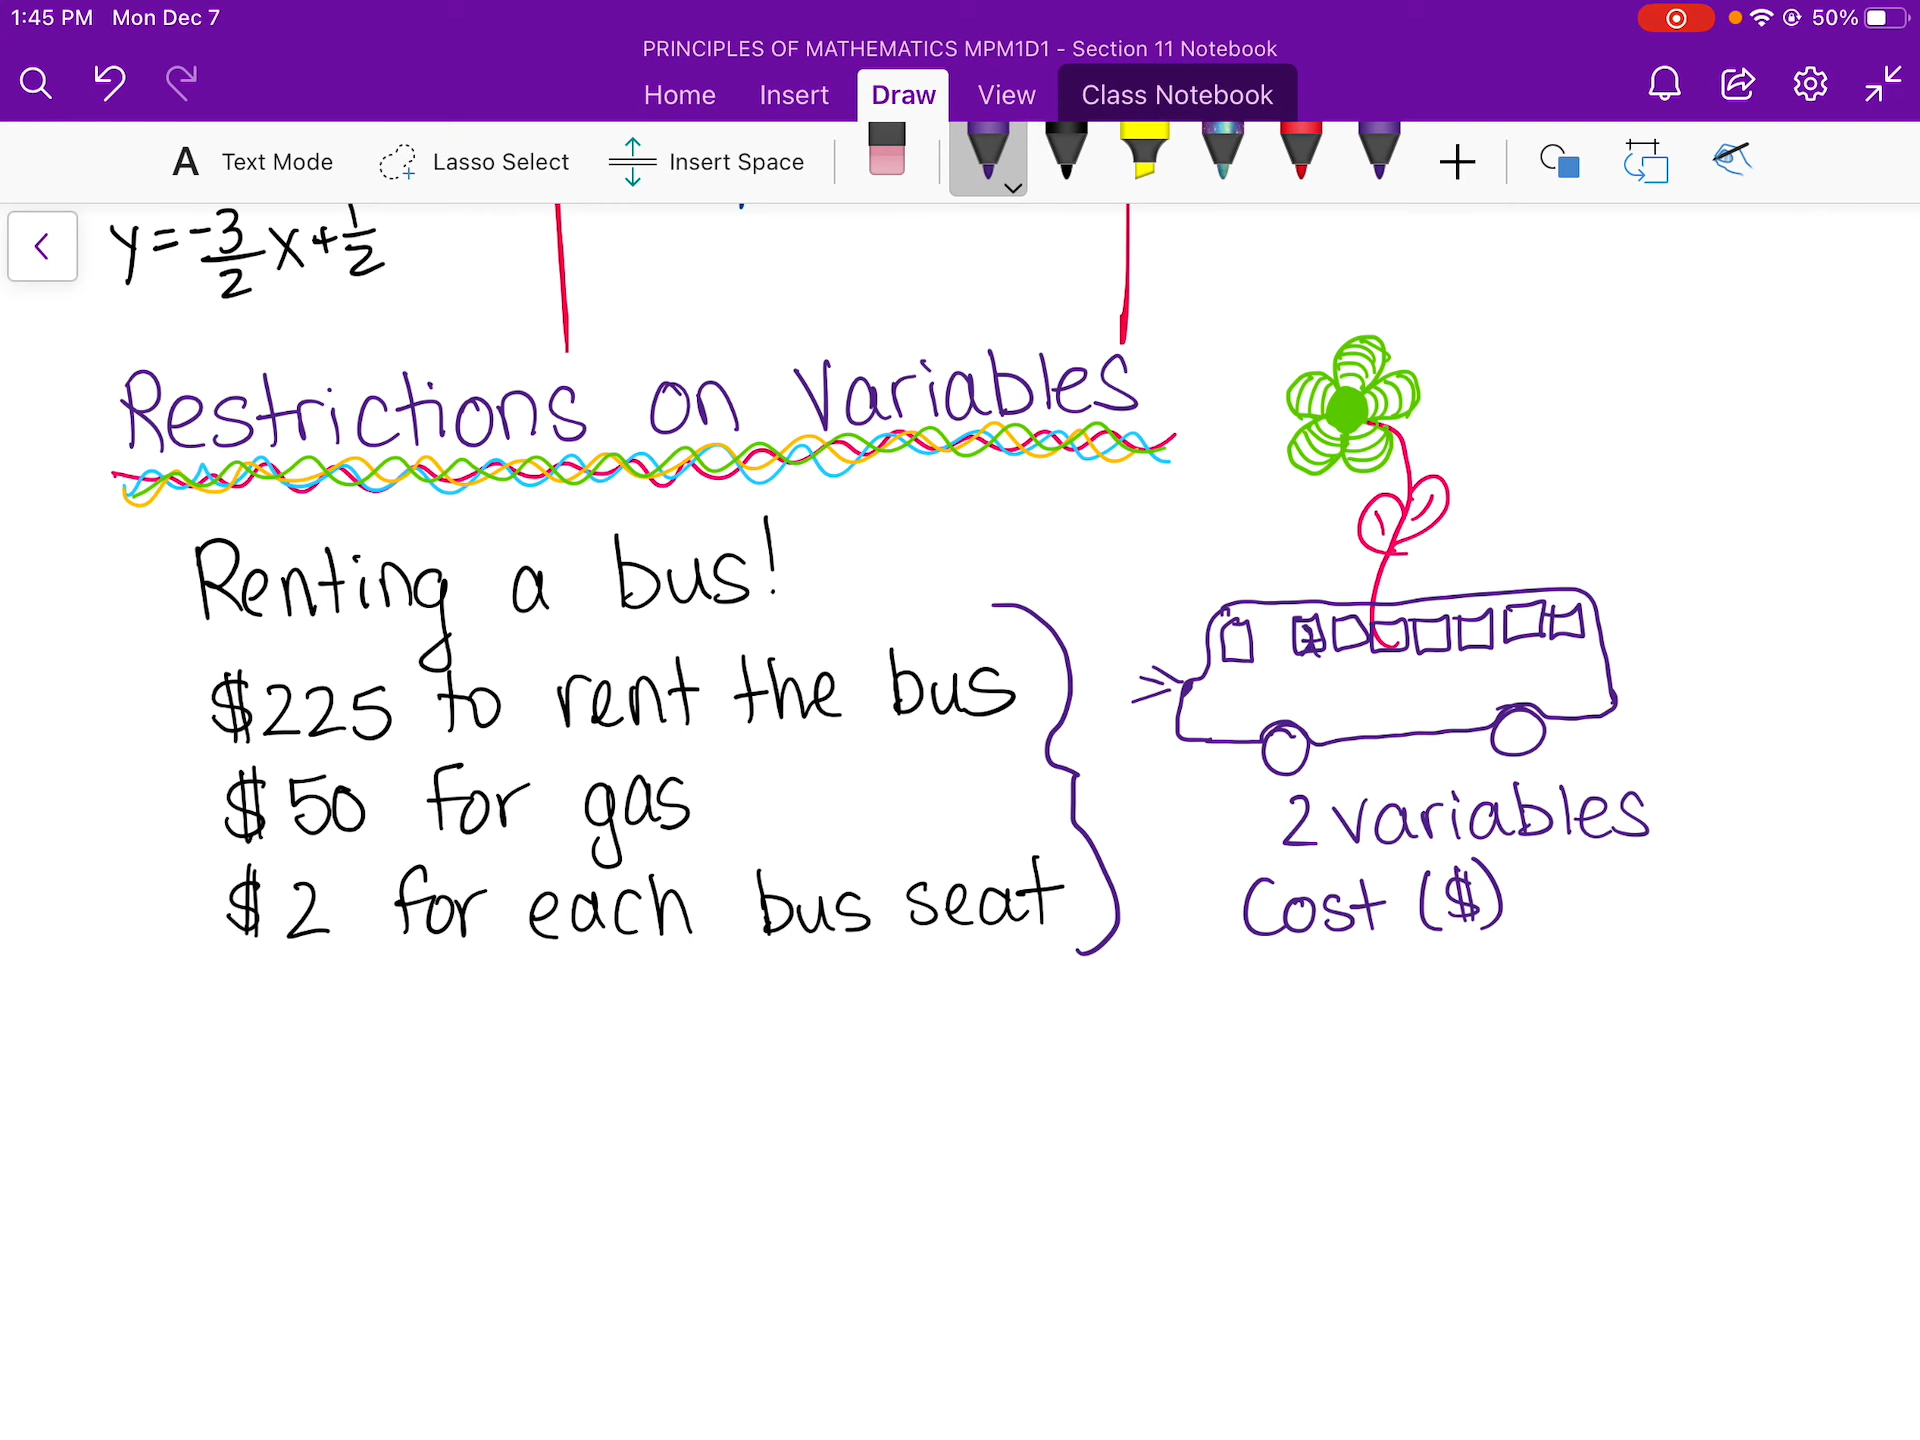 1:45 PM Mon Dec 7
50%
PRINCIPLES OF MATHEMATICS MPM1D1 - Section 11 Notebook
Home Insert Draw View Class Notebook
A Text Mode Lasso Select Insert Space
y=-3/2x+1/2
Restrictions on Variables
Renting a bus!
$225 to rent the bus
$50 for gas
$2 for each bus seat
2 variables
Cost ($)